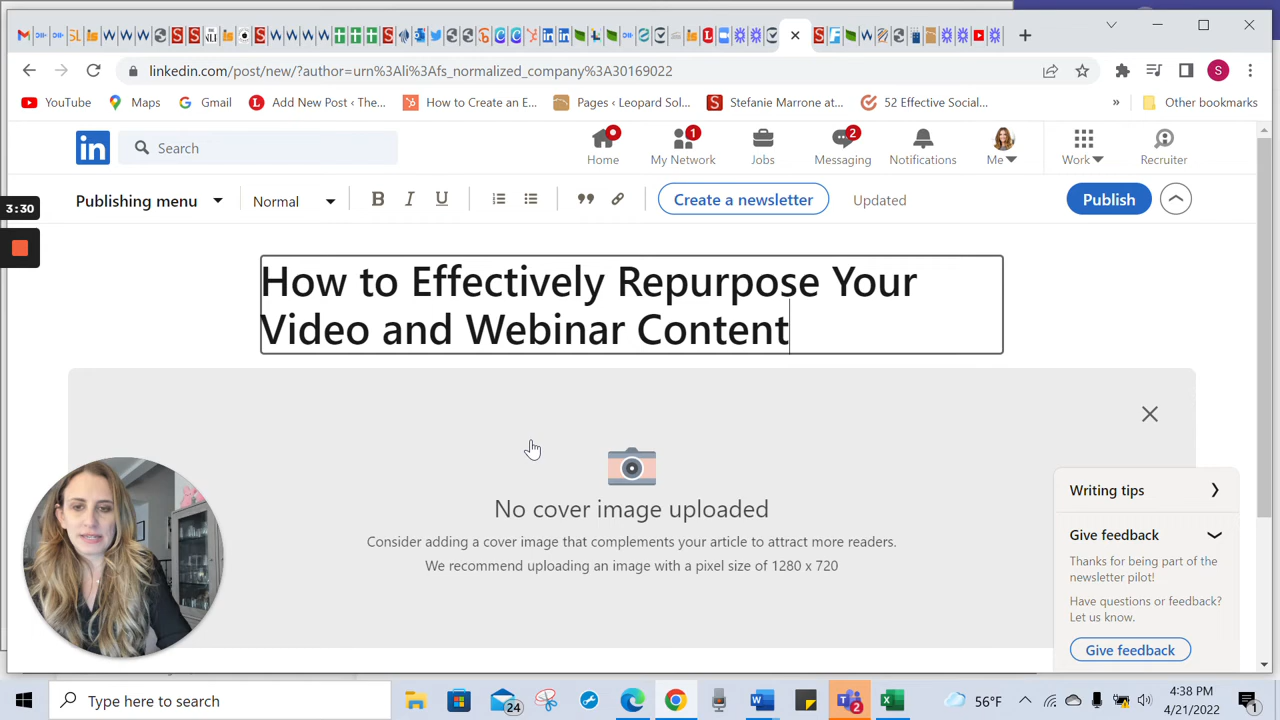 linkedin.com/post/new/?author=urn%3Ali%3Afs_normalized_company%3A30169022
S
YouTube
Maps
Gmail
Add New Post ‹ The...
How to Create an E...
Pages ‹ Leopard Sol...
Stefanie Marrone at...
52 Effective Social...
»
Other bookmarks
in
Search
Home
1
My Network
Jobs
2
Messaging
Notifications
Me
Work
Recruiter
3:30
Publishing menu
Normal
B I U
Create a newsletter
Updated
Publish
How to Effectively Repurpose Your
Video and Webinar Content
No cover image uploaded
Consider adding a cover image that complements your article to attract more readers.
We recommend uploading an image with a pixel size of 1280 x 720
Writing tips
Give feedback
Thanks for being part of the
newsletter pilot!
Have questions or feedback?
Let us know.
Give feedback
Type here to search
24
2
56°F
4:38 PM
4/21/2022
1